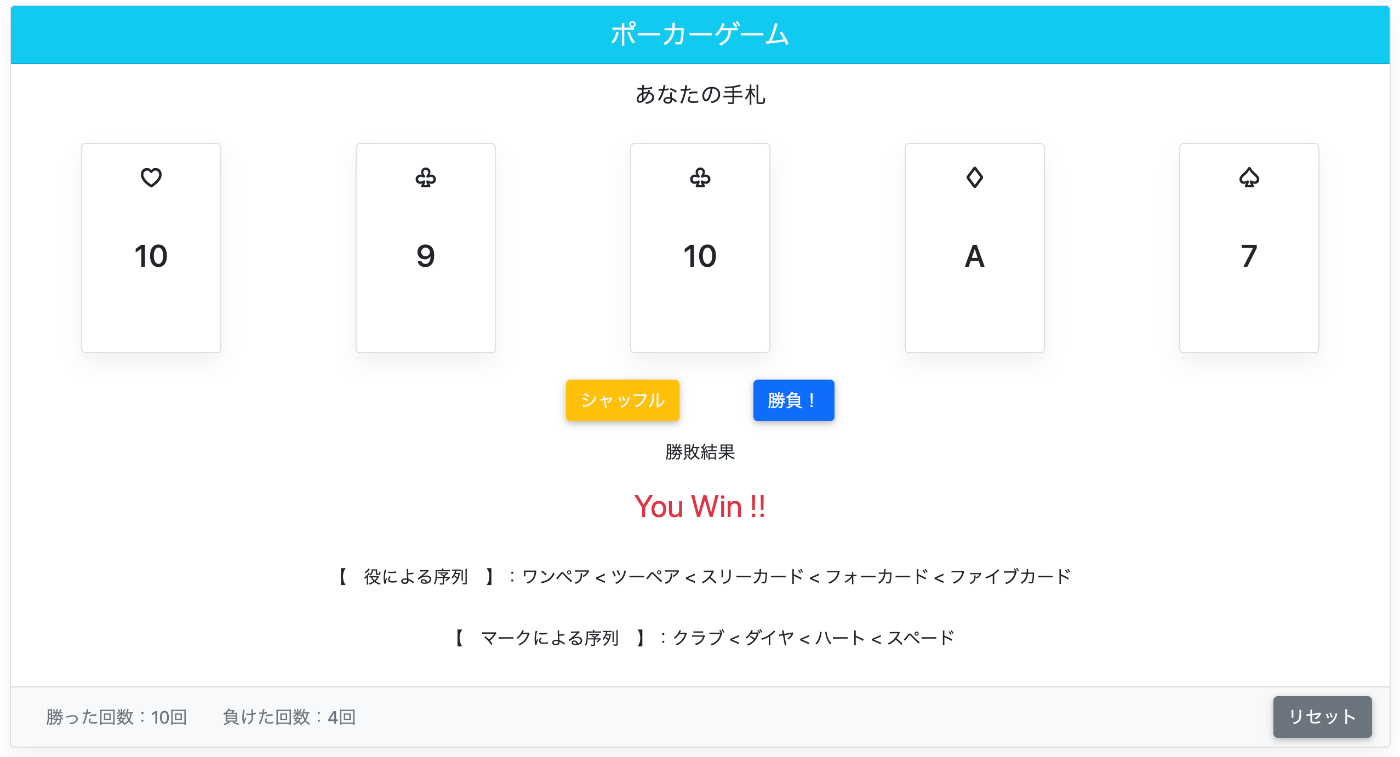 ポーカーゲーム
あなたの手札
10 9 10 A 7
シャッフル 勝負！
勝敗結果
You Win !!
【　役による序列　】：ワンペア < ツーペア < スリーカード < フォーカード < ファイブカード
【　マークによる序列　】：クラブ < ダイヤ < ハート < スペード
勝った回数：10回　　負けた回数：4回 リセット